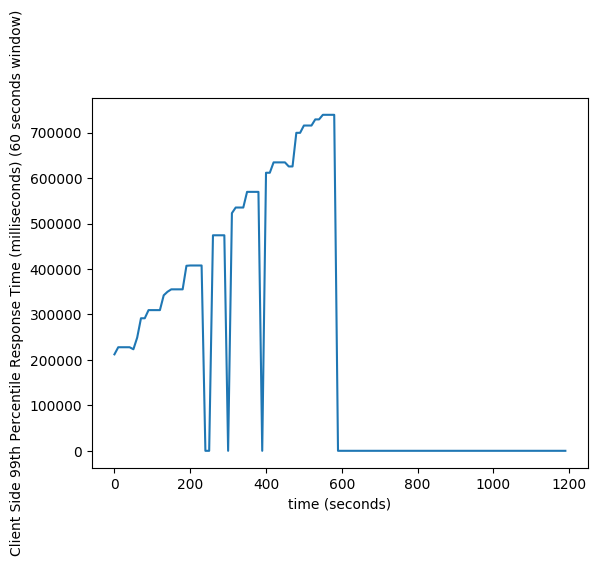 Client Side 99th Percentile Response Time (milliseconds) (60 seconds window)
700000
600000
500000
400000
300000
200000
100000
0
0 200 400 600 800 1000 1200
time (seconds)